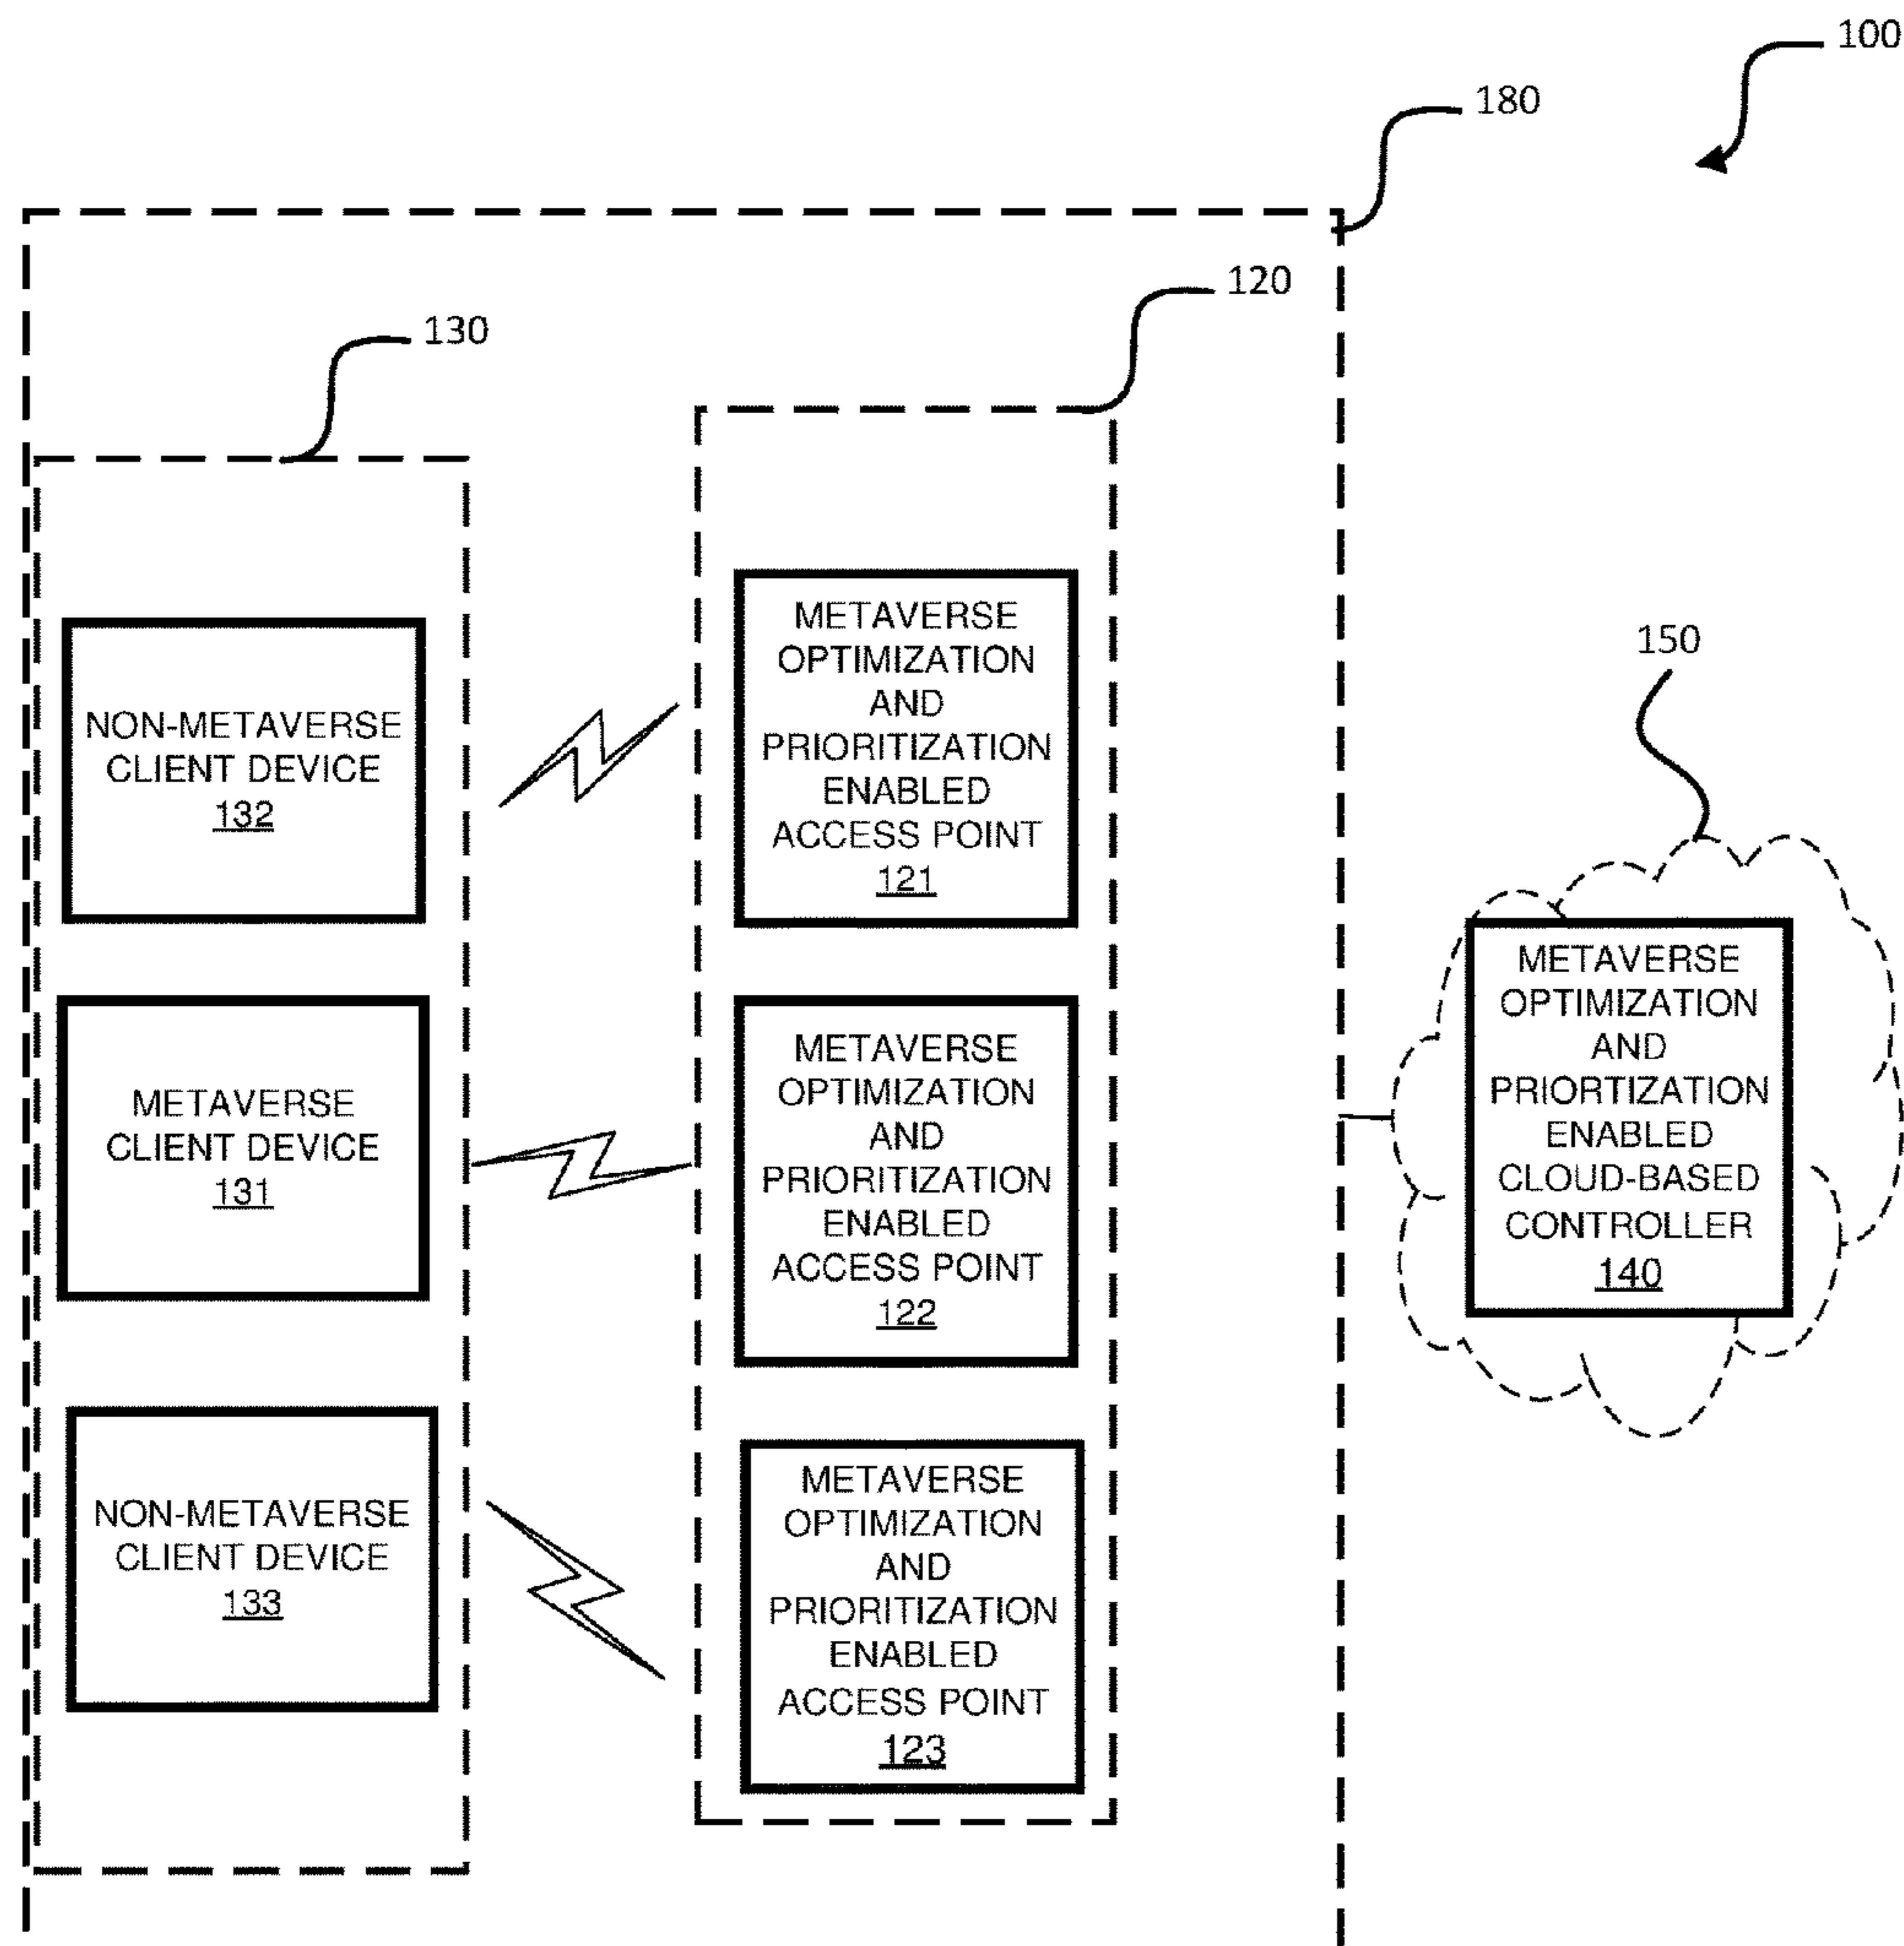 100
180
120
130
150
NON-METAVERSE
CLIENT DEVICE
132
METAVERSE
CLIENT DEVICE
131
NON-METAVERSE
CLIENT DEVICE
133
METAVERSE
OPTIMIZATION
AND
PRIORITIZATION
ENABLED
ACCESS POINT
121
METAVERSE
OPTIMIZATION
AND
PRIORITIZATION
ENABLED
ACCESS POINT
122
METAVERSE
OPTIMIZATION
AND
PRIORITIZATION
ENABLED
ACCESS POINT
123
METAVERSE
OPTIMIZATION
AND
PRIORTIZATION
ENABLED
CLOUD-BASED
CONTROLLER
140